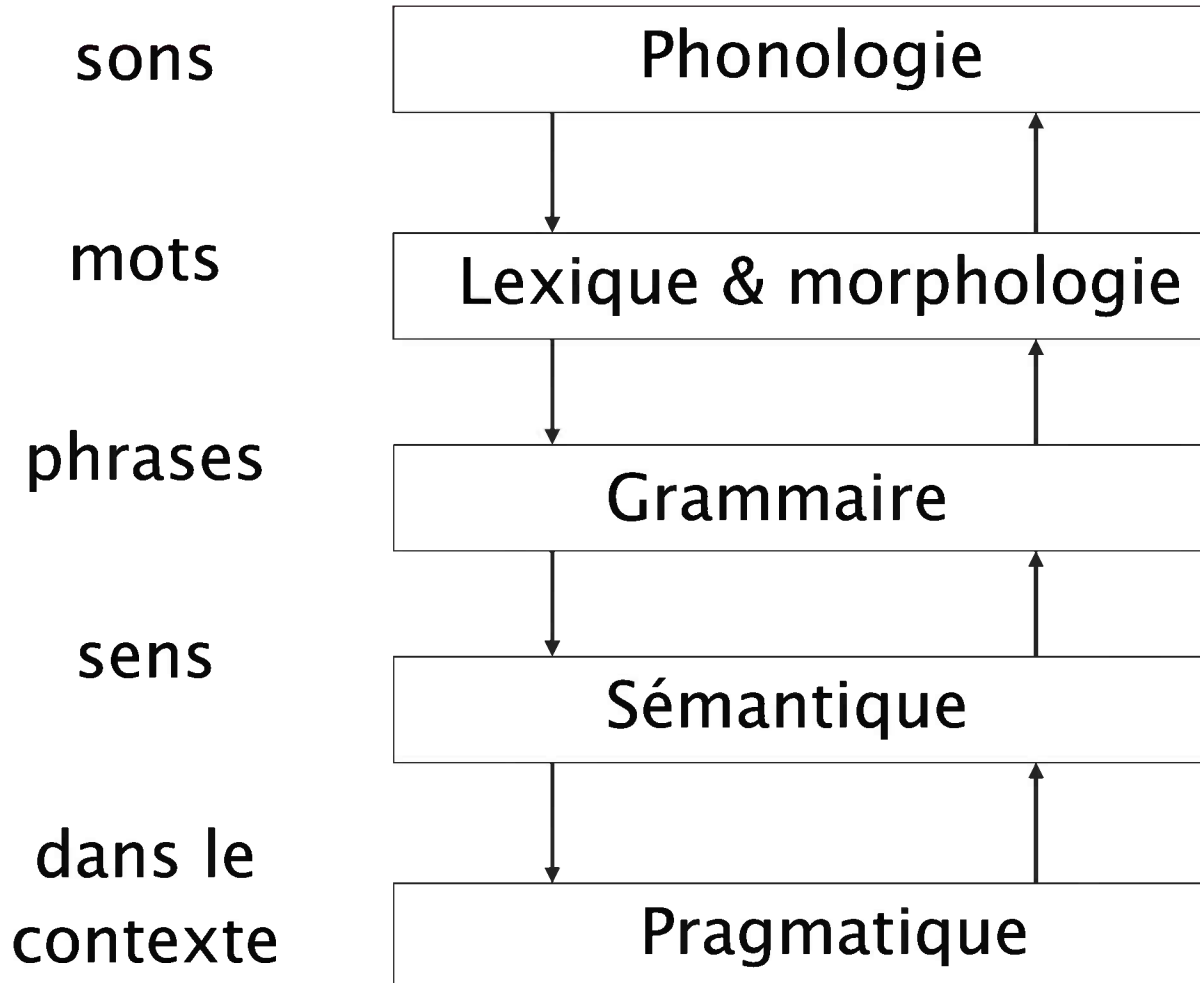 sons
Phonologie
mots
Lexique & morphologie
phrases
Grammaire
sens
Sémantique
dans le
contexte
Pragmatique